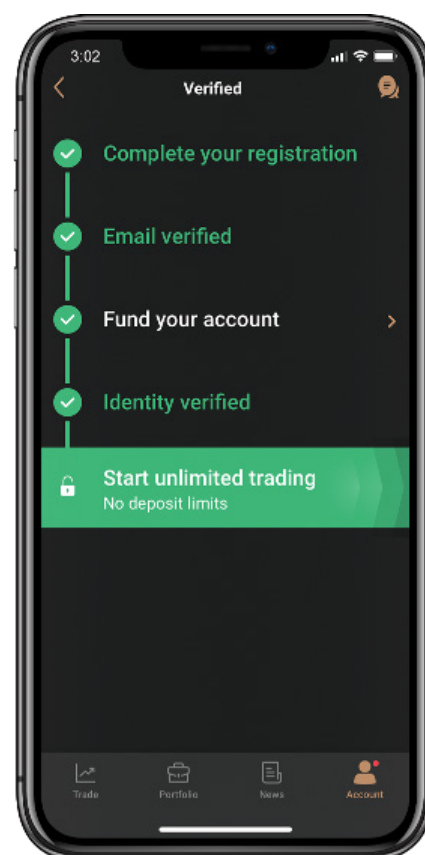 3:02
Verified
Complete your registration
Email verified
Fund your account
Identity verified
Start unlimited trading
No deposit limits
Trade
Portfolio
News
Account